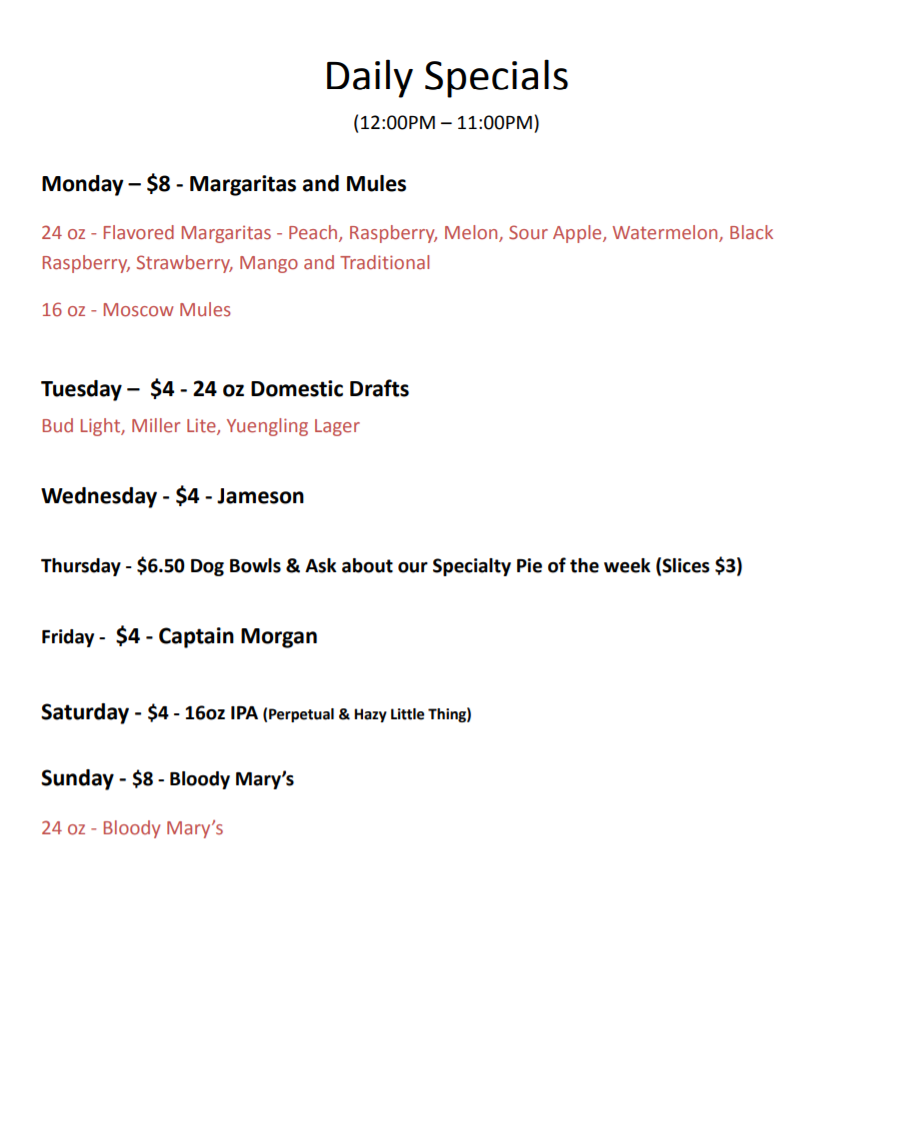 Daily Specials
(12:00PM – 11:00PM)
Monday – $8 - Margaritas and Mules
24 oz - Flavored Margaritas - Peach, Raspberry, Melon, Sour Apple, Watermelon, Black
Raspberry, Strawberry, Mango and Traditional
16 oz - Moscow Mules
Tuesday – $4 - 24 oz Domestic Drafts
Bud Light, Miller Lite, Yuengling Lager
Wednesday - $4 - Jameson
Thursday - $6.50 Dog Bowls & Ask about our Specialty Pie of the week (Slices $3)
Friday - $4 - Captain Morgan
Saturday - $4 - 16oz IPA (Perpetual & Hazy Little Thing)
Sunday - $8 - Bloody Mary’s
24 oz - Bloody Mary’s